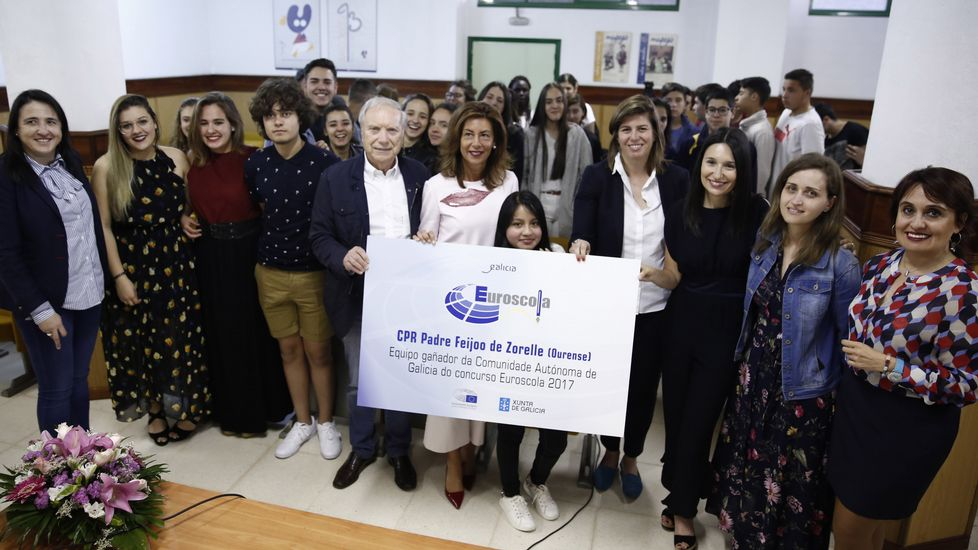 galicia
Euroscola
CPR Padre Feijoo de Zorelle (Ourense)
Equipo gañador da Comunidade Autónoma de
Galicia do concurso Euroscola 2017
XUNTA
DE GALICIA